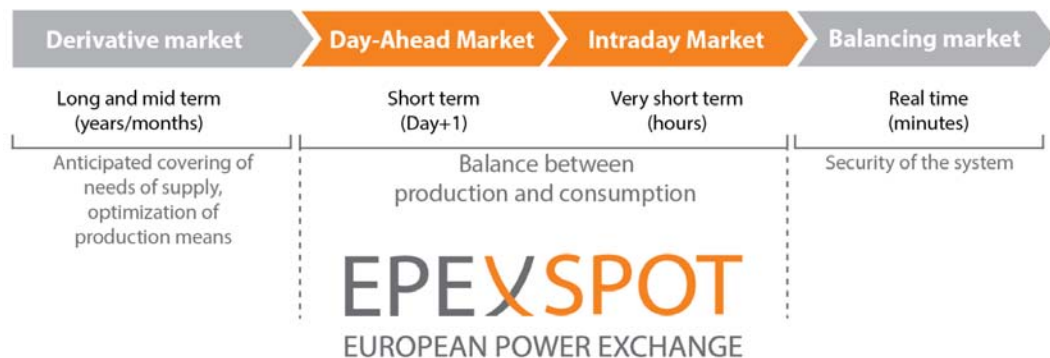 Derivative market
Day-Ahead Market
Intraday Market
Balancing market
Long and mid term
(years/months)
Short term
(Day+1)
Very short term
(hours)
Real time
(minutes)
Anticipated covering of
needs of supply,
optimization of
production means
Balance between
production and consumption
Security of the system
EPEXSPOT
EUROPEAN POWER EXCHANGE